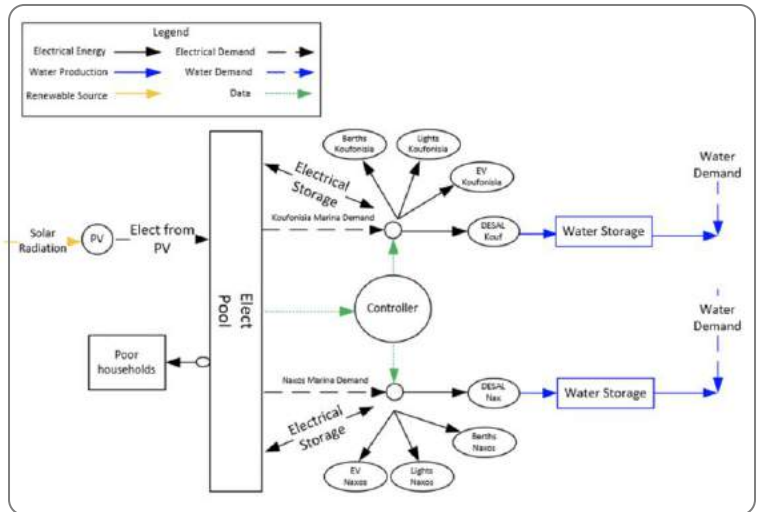 Legend
Electrical Energy
Electrical Demand
Water Production
Water Demand
Renewable Source
Data
Berths
Koufonisia
Lights
Koufonisia
EV
Koufonisia
Electrical
Storage
Water
Demand
Koufonisia Marina Demand
DESAL
Kouf
Water Storage
Solar
Radiation
PV
Elect from
PV
Elect
Pool
Controller
Water
Demand
Poor
households
Naxos Marina Demand
DESAL
Nax
Water Storage
Electrical
Storage
Berths
Naxos
EV
Naxos
Lights
Naxos